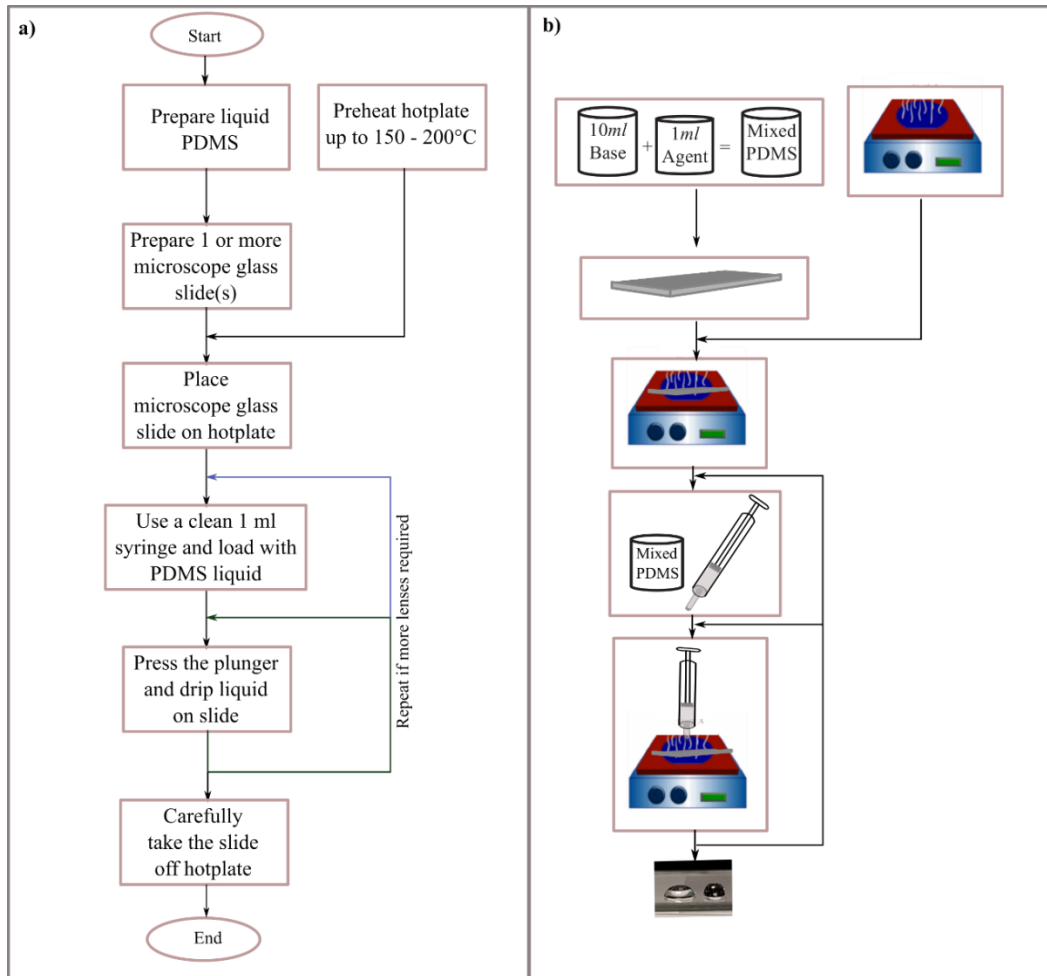 a)
Start
Prepare liquid
PDMS
Preheat hotplate
up to 150 - 200°C
Prepare 1 or more
microscope glass
slide(s)
Place
microscope glass
slide on hotplate
Use a clean 1 ml
syringe and load with
PDMS liquid
Repeat if more lenses required
Press the plunger
and drip liquid
on slide
Carefully
take the slide
off hotplate
End
b)
10ml
Base
+
1ml
Agent
=
Mixed
PDMS
Mixed
PDMS